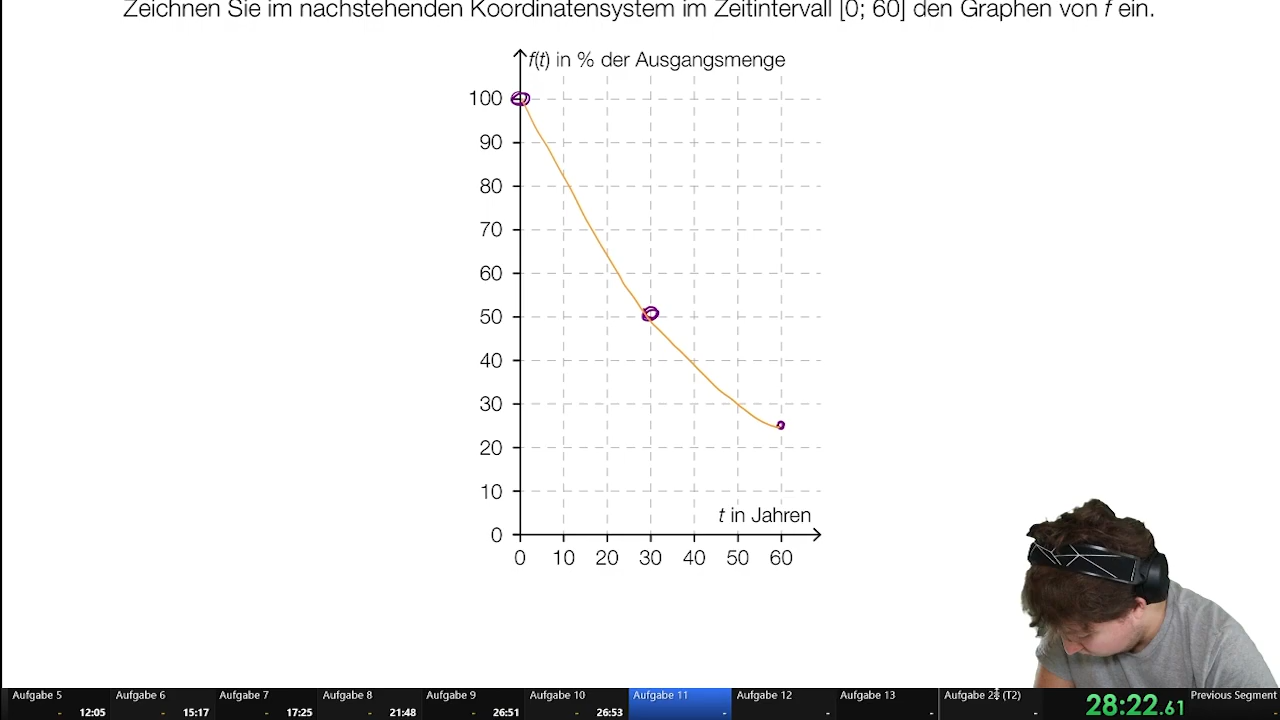 Zeichnen Sie im nachstehenden Koordinatensystem im Zeitintervall [0; 60] den Graphen von f ein.
f(t) in % der Ausgangsmenge
100
90
80
70
60
50
40
30
20
10
0
t in Jahren
0 10 20 30 40 50 60
Aufgabe 5 Aufgabe 6 Aufgabe 7 Aufgabe 8 Aufgabe 9 Aufgabe 10 Aufgabe 11 Aufgabe 12 Aufgabe 13 Previous Segment
- 12:05 - 15:17 - 17:25 - 21:48 - 26:51 - 26:53 - - - - 28:22.61 -